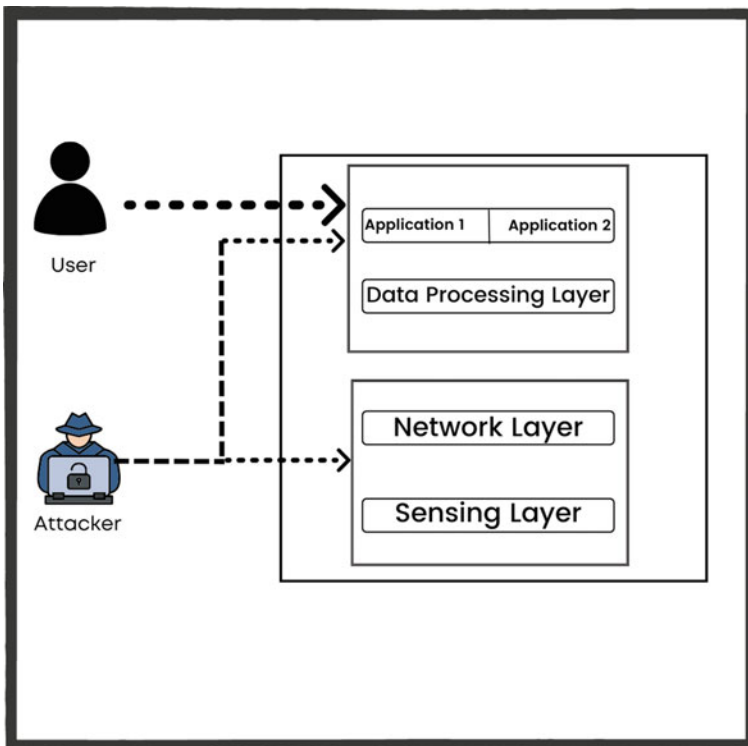 User
Application 1
Application 2
Data Processing Layer
Attacker
Network Layer
Sensing Layer